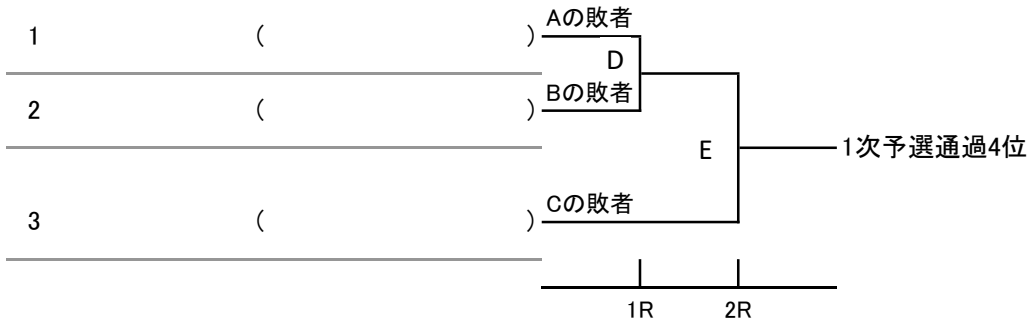 1 ( ) Aの敗者
D
2 ( ) Bの敗者
E 1次予選通過4位
3 ( ) Cの敗者
1R 2R